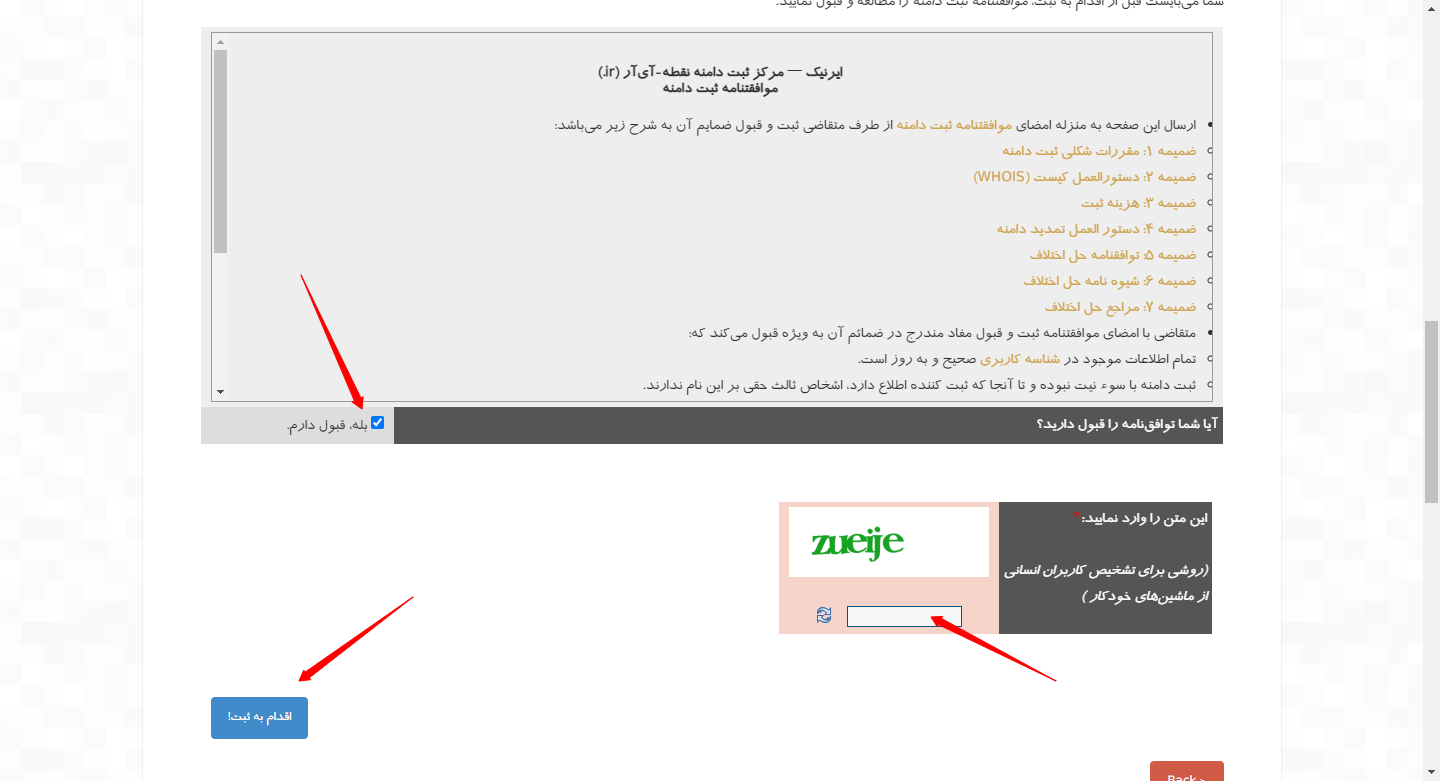 شما می‌بایست قبل از اقدام به ثبت، موافقتنامه ثبت دامنه را مطالعه و قبول نمایید.
ایرنیک — مرکز ثبت دامنه نقطه-آی‌آر (.ir)
موافقتنامه ثبت دامنه
ارسال این صفحه به منزله امضای موافقتنامه ثبت دامنه از طرف متقاضی ثبت و قبول ضمایم آن به شرح زیر می‌باشد:
ضمیمه ۱: مقررات شکلی ثبت دامنه
ضمیمه ۲: دستورالعمل کیست (WHOIS)
ضمیمه ۳: هزینه ثبت
ضمیمه ۴: دستور العمل تمدید دامنه
ضمیمه ۵: توافقنامه حل اختلاف
ضمیمه ۶: شیوه نامه حل اختلاف
ضمیمه ۷: مراجع حل اختلاف
متقاضی با امضای موافقتنامه ثبت و قبول مفاد مندرج در ضمائم آن به ویژه قبول می‌کند که:
تمام اطلاعات موجود در شناسه کاربری صحیح و به روز است.
ثبت دامنه با سوء نیت نبوده و تا آنجا که ثبت کننده اطلاع دارد، اشخاص ثالث حقی بر این نام ندارند.
آیا شما توافق‌نامه را قبول دارید؟ بله، قبول دارم.
این متن را وارد نمایید:*
zueije
(روشی برای تشخیص کاربران انسانی
از ماشین‌های خودکار )
اقدام به ثبت!
Back >